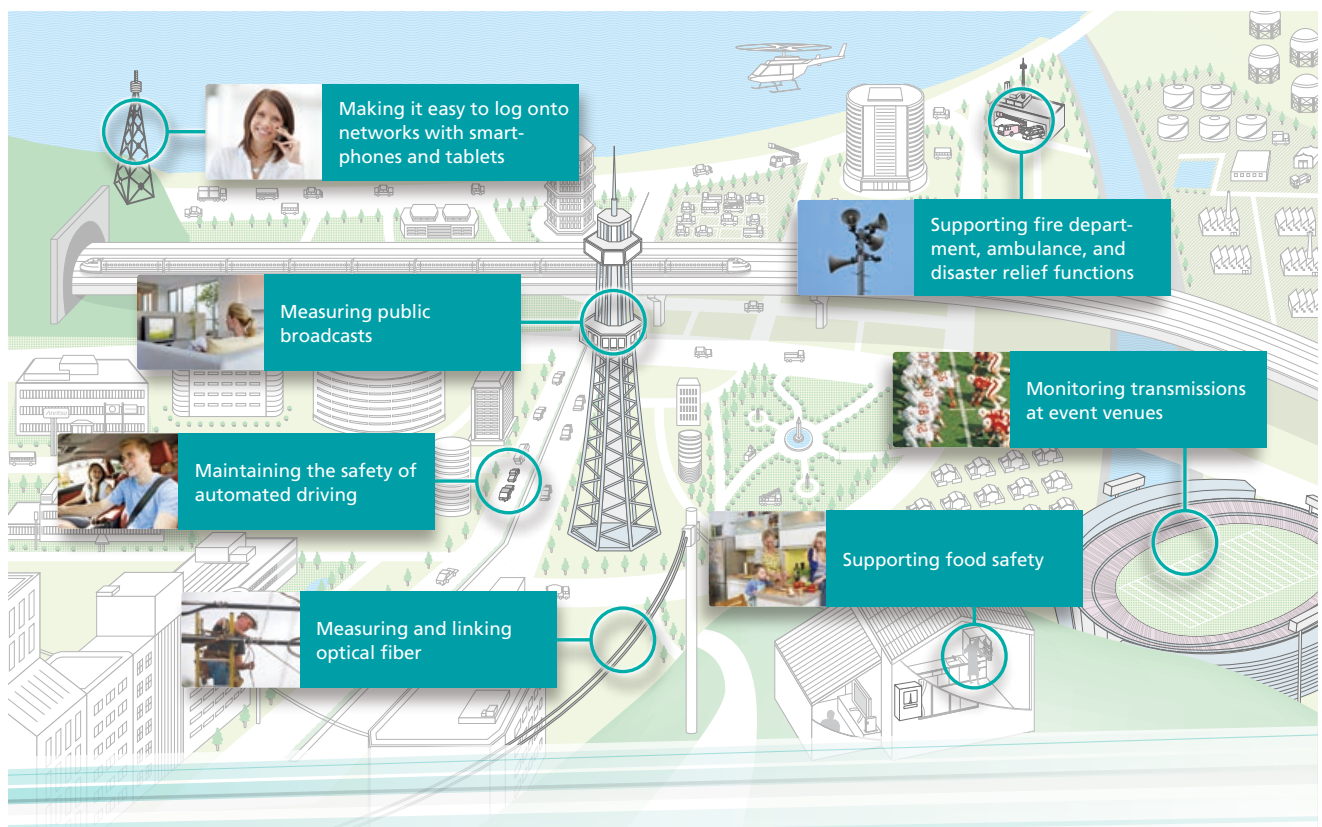 Making it easy to log onto
networks with smart-
phones and tablets
Supporting fire depart-
ment, ambulance, and
disaster relief functions
Measuring public
broadcasts
Monitoring transmissions
at event venues
Maintaining the safety of
automated driving
Supporting food safety
Measuring and linking
optical fiber